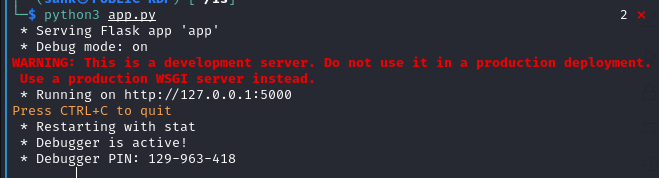 └─$ python3 app.py 2 ✗
* Serving Flask app 'app'
* Debug mode: on
WARNING: This is a development server. Do not use it in a production deployment.
Use a production WSGI server instead.
* Running on http://127.0.0.1:5000
Press CTRL+C to quit
* Restarting with stat
* Debugger is active!
* Debugger PIN: 129-963-418